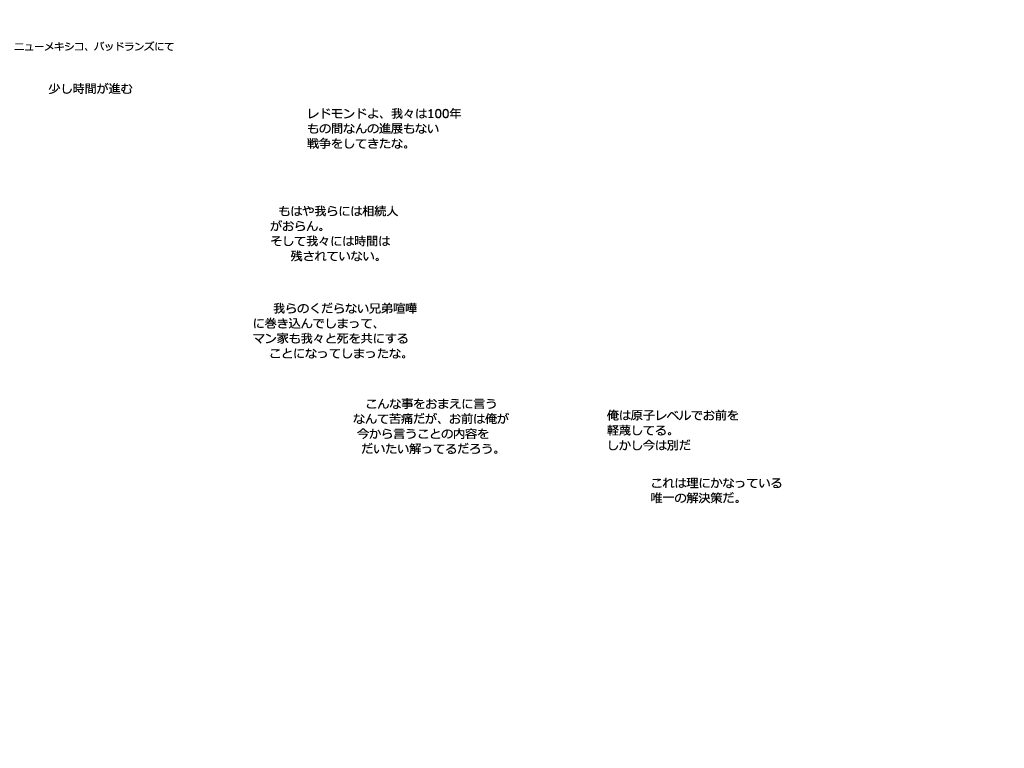 ニューメキシコ、バッドランズにて
少し時間が進む
レドモンドよ、我々は100年
もの間なんの進展もない
戦争をしてきたな。
もはや我らには相続人
がおらん。
そして我々には時間は
残されていない。
我らのくだらない兄弟喧嘩
に巻き込んでしまって、
マン家も我々と死を共にする
ことになってしまったな。
こんな事をおまえに言う
なんて苦痛だが、お前は俺が
今から言うことの内容を
だいたい解ってるだろう。
俺は原子レベルでお前を
軽蔑してる。
しかし今は別だ
これは理にかなっている
唯一の解決策だ。